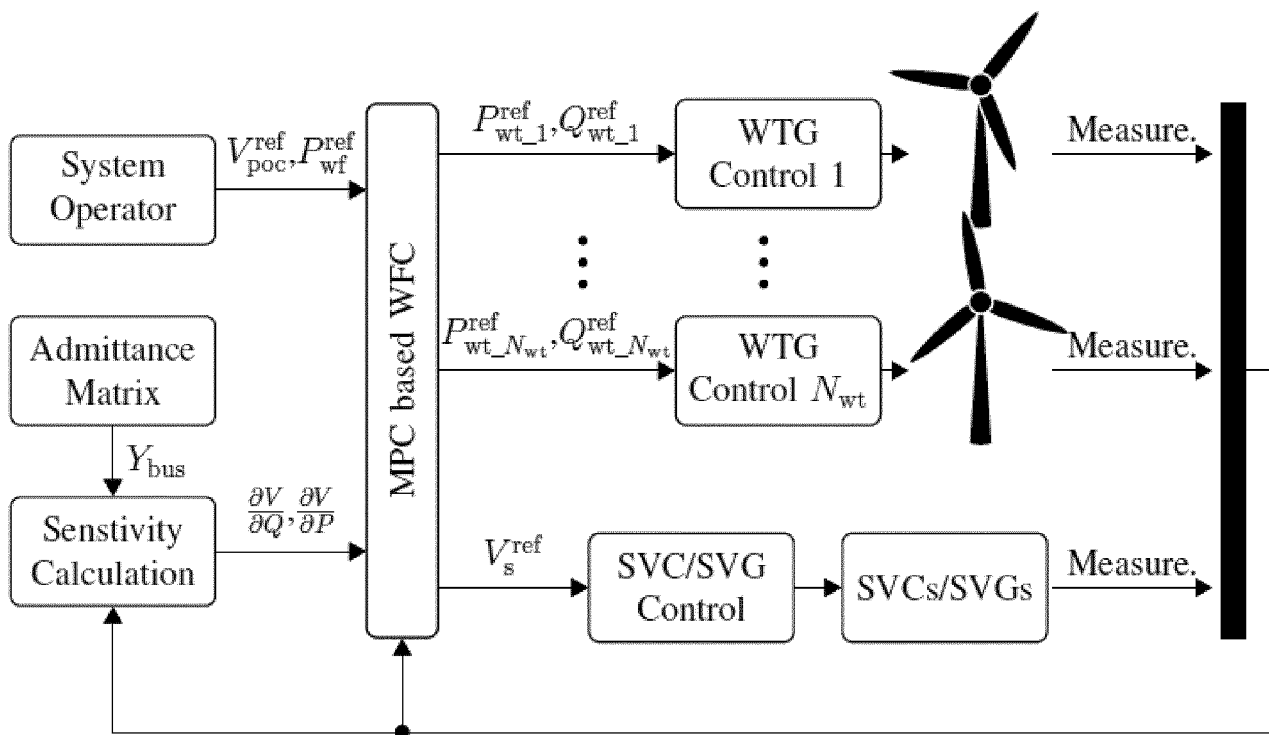 System
Operator
V_poc^ref, P_wf^ref
Admittance
Matrix
Y_bus
Senstivity
Calculation
∂V/∂Q, ∂V/∂P
MPC based WFC
P_wt_1^ref, Q_wt_1^ref
WTG
Control 1
Measure.
P_wt_N_wt^ref, Q_wt_N_wt^ref
WTG
Control N_wt
Measure.
V_s^ref
SVC/SVG
Control
SVCs/SVGs
Measure.